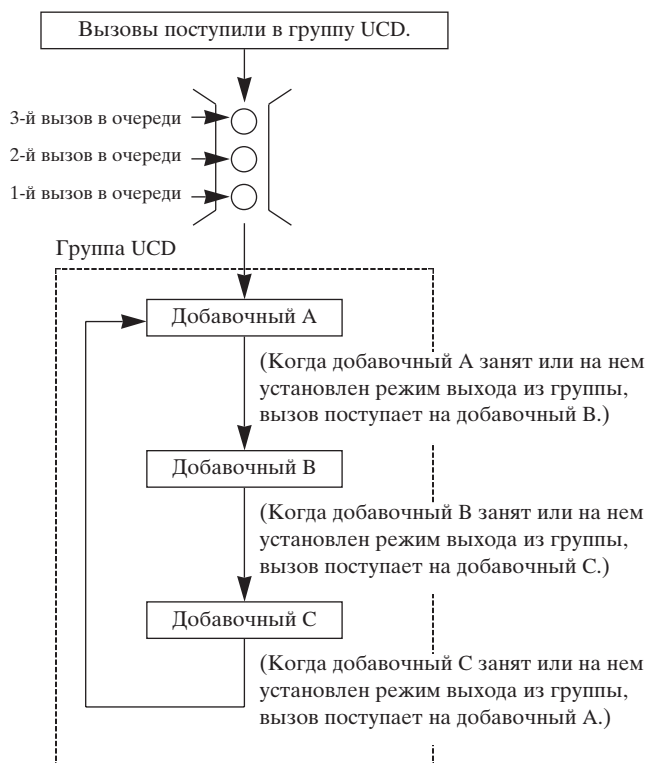 Вызовы поступили в группу UCD.
3-й вызов в очереди
2-й вызов в очереди
1-й вызов в очереди
Группа UCD
Добавочный А
(Когда добавочный А занят или на нем
установлен режим выхода из группы,
вызов поступает на добавочный В.)
Добавочный В
(Когда добавочный В занят или на нем
установлен режим выхода из группы,
вызов поступает на добавочный С.)
Добавочный С
(Когда добавочный С занят или на нем
установлен режим выхода из группы,
вызов поступает на добавочный А.)